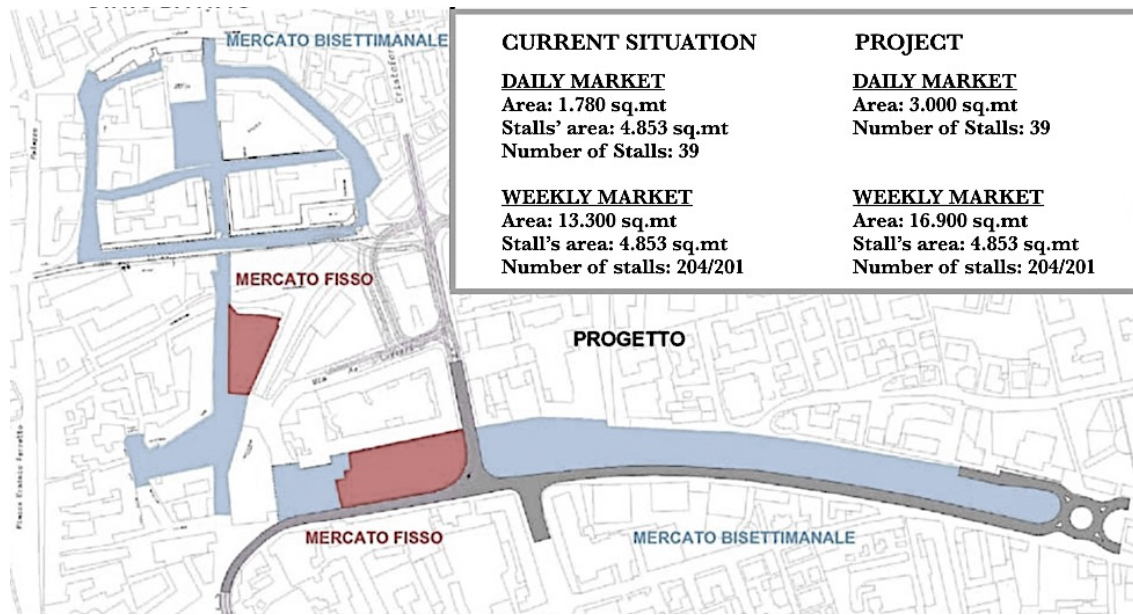 MERCATO BISETTIMANALE
CURRENT SITUATION
DAILY MARKET
Area: 1.780 sq.mt
Stalls' area: 4.853 sq.mt
Number of Stalls: 39
WEEKLY MARKET
Area: 13.300 sq.mt
Stall's area: 4.853 sq.mt
Number of stalls: 204/201
PROJECT
DAILY MARKET
Area: 3.000 sq.mt
Number of Stalls: 39
WEEKLY MARKET
Area: 16.900 sq.mt
Stall's area: 4.853 sq.mt
Number of stalls: 204/201
MERCATO FISSO
PROGETTO
MERCATO FISSO
MERCATO BISETTIMANALE